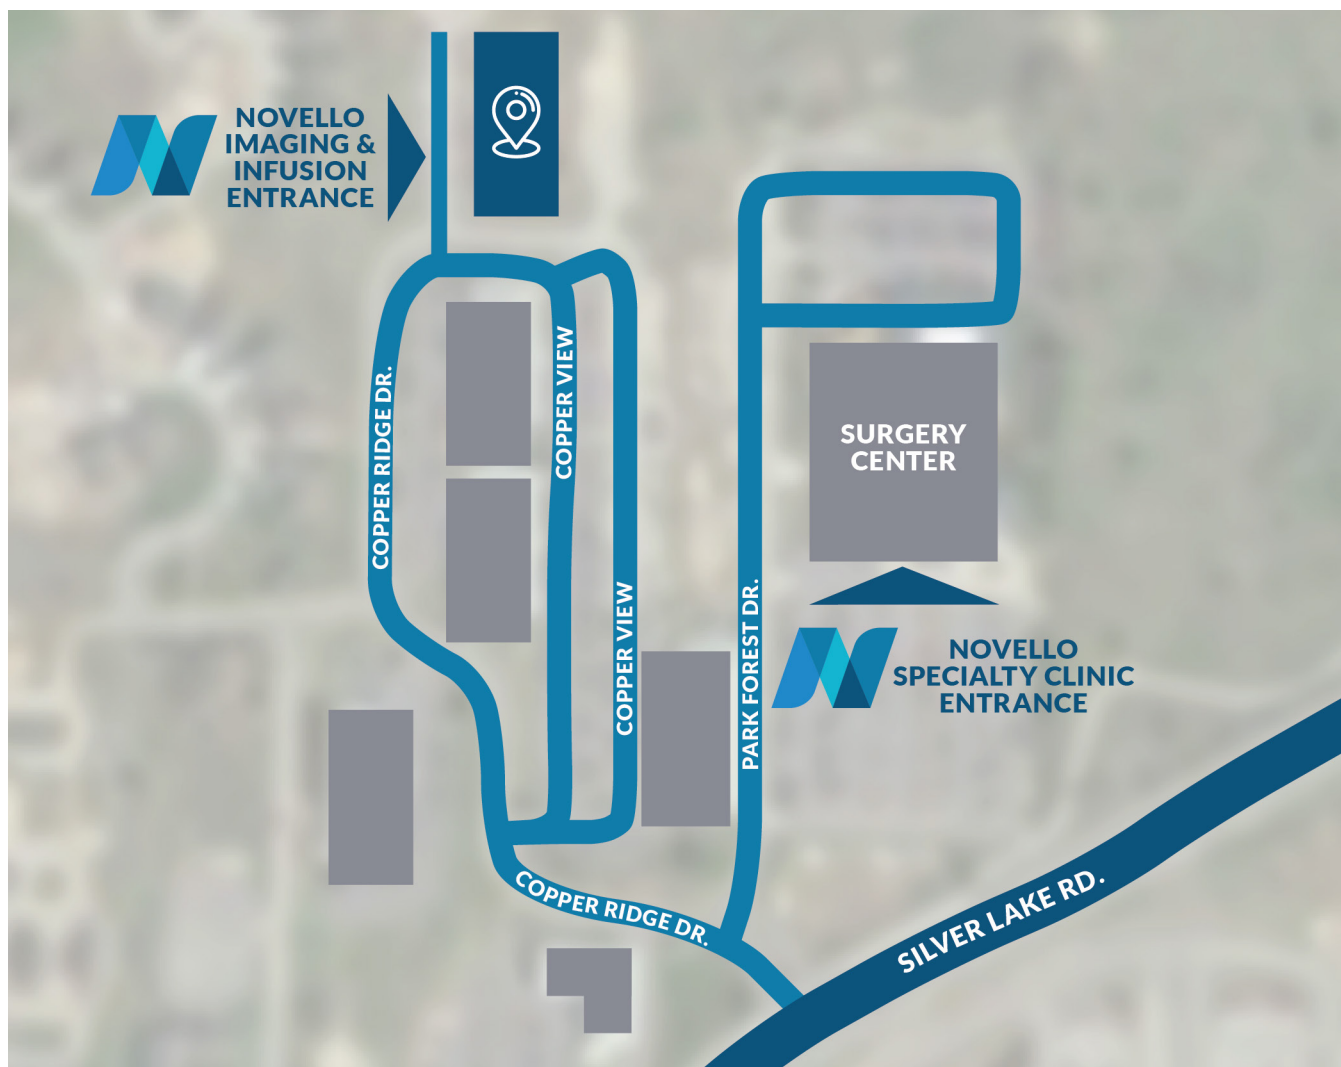 NOVELLO
IMAGING &
INFUSION
ENTRANCE
COPPER RIDGE DR.
COPPER VIEW
COPPER VIEW
PARK FOREST DR.
SURGERY
CENTER
NOVELLO
SPECIALTY CLINIC
ENTRANCE
COPPER RIDGE DR.
SILVER LAKE RD.